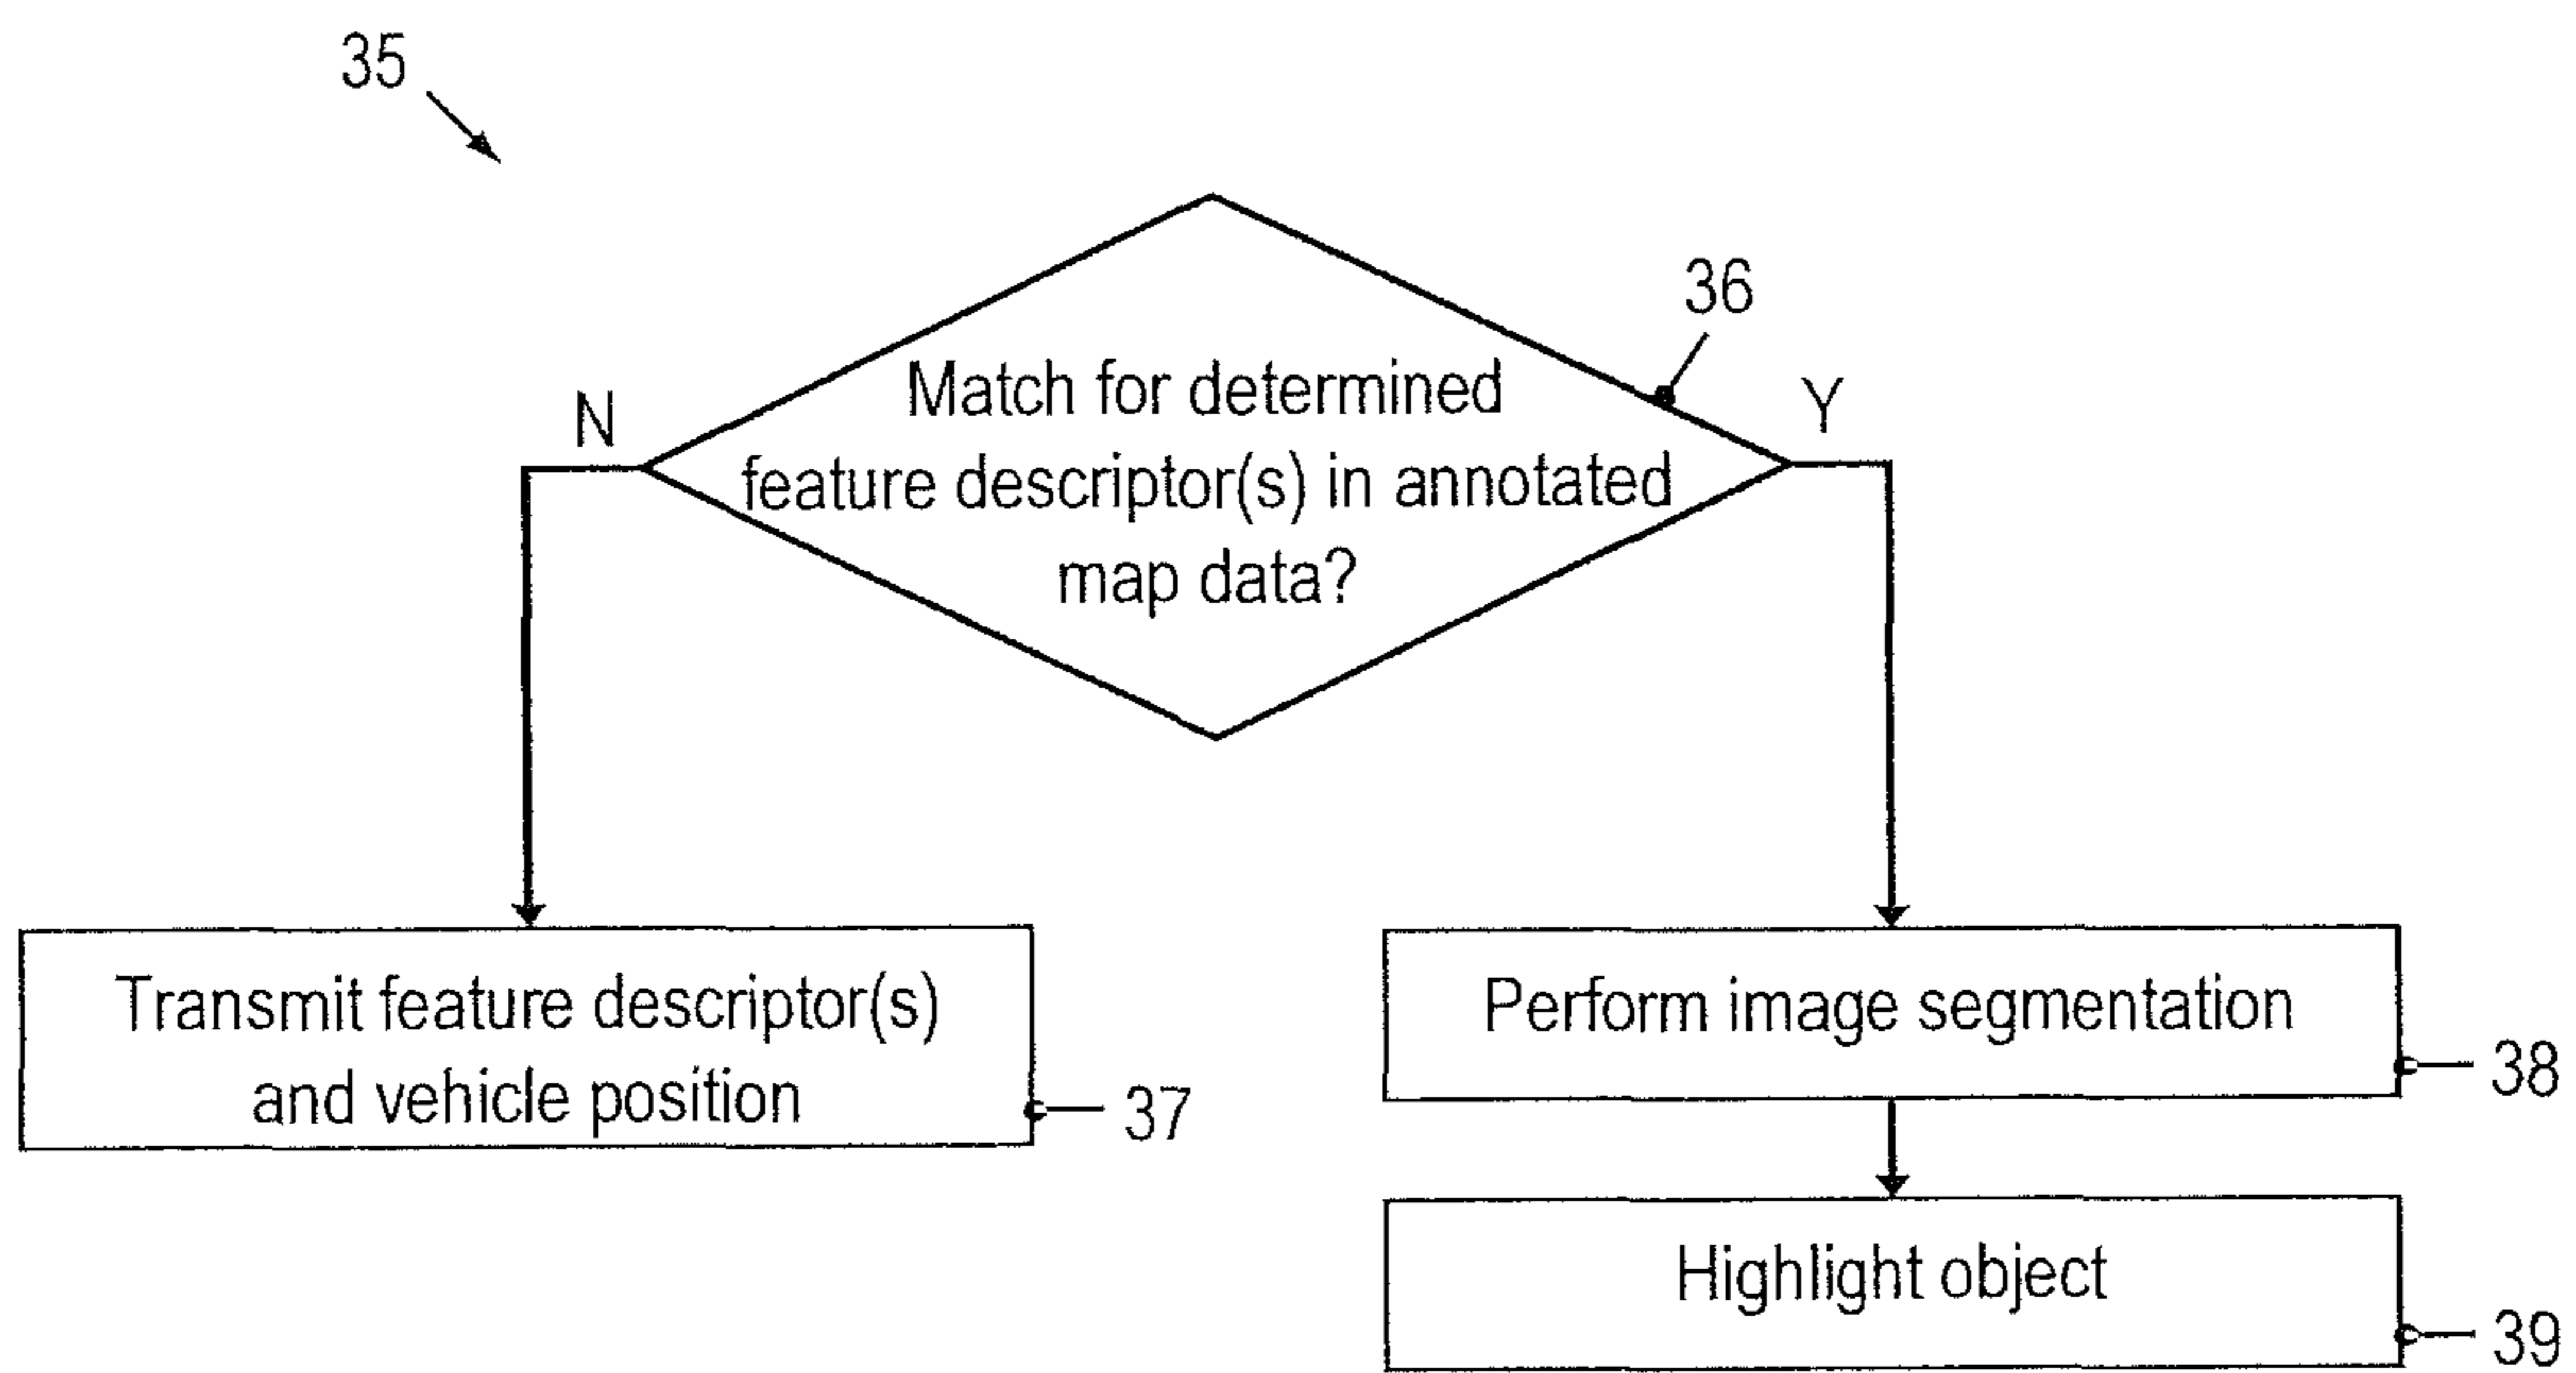 35
36
N
Y
Match for determined
feature descriptor(s) in annotated
map data?
Transmit feature descriptor(s)
and vehicle position
37
Perform image segmentation
38
Highlight object
39